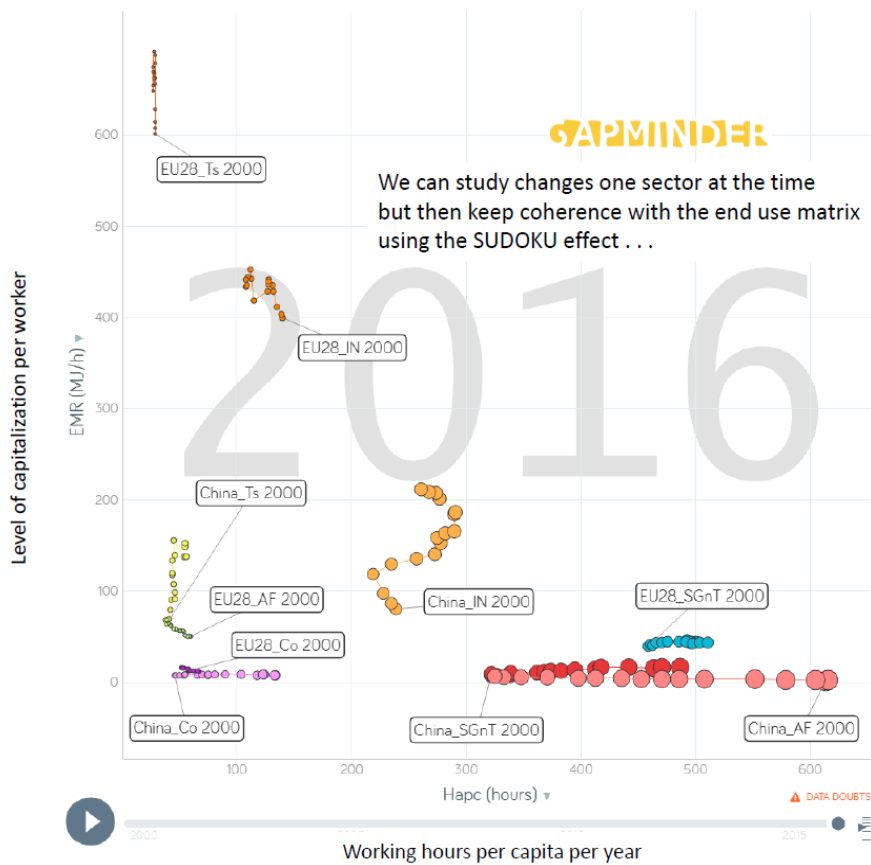 GAPMINDER
We can study changes one sector at the time
but then keep coherence with the end use matrix
using the SUDOKU effect . . .
2016
Level of capitalization per worker
EMR (MJ/h)
600
500
400
300
200
100
0
EU28_Ts 2000
EU28_IN 2000
China_Ts 2000
EU28_AF 2000
China_IN 2000
EU28_SGnT 2000
EU28_Co 2000
China_Co 2000
China_SGnT 2000
China_AF 2000
100
200
300
400
500
600
Hapc (hours)
DATA DOUBTS
2000
2015
Working hours per capita per year